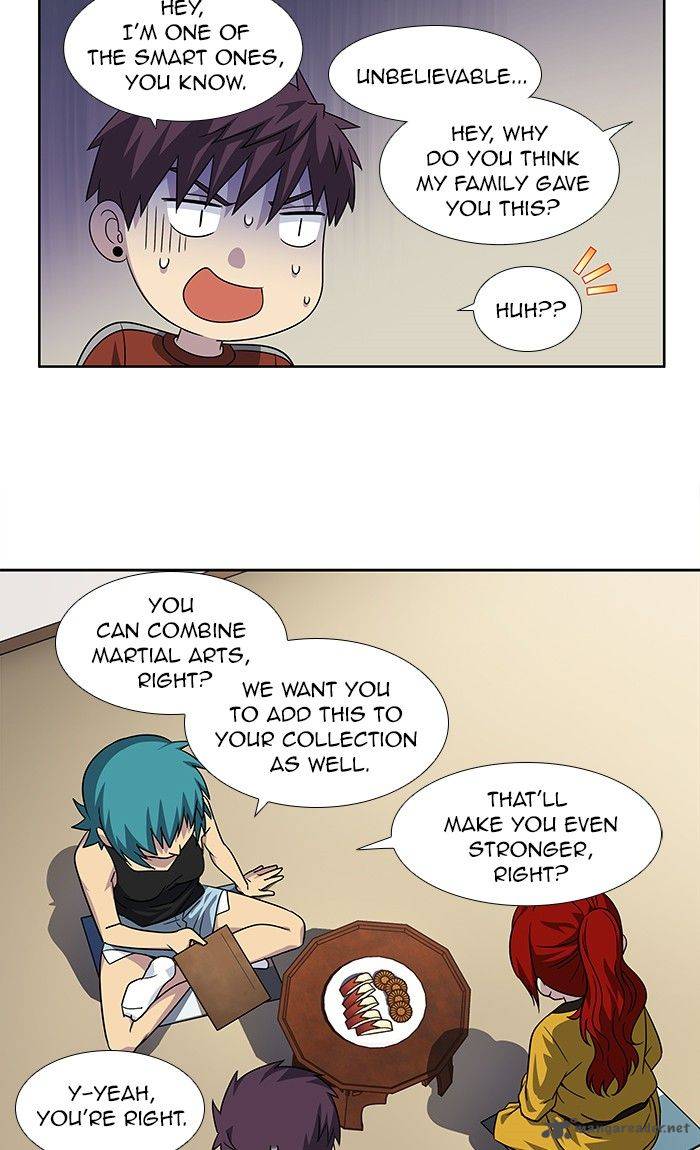 HEY,
I'M ONE OF
THE SMART ONES,
YOU KNOW.
UNBELIEVABLE...
HEY, WHY
DO YOU THINK
MY FAMILY GAVE
YOU THIS?
HUH??
YOU
CAN COMBINE
MARTIAL ARTS,
RIGHT?
WE WANT YOU
TO ADD THIS TO
YOUR COLLECTION
AS WELL.
THAT'LL
MAKE YOU EVEN
STRONGER,
RIGHT?
Y-YEAH,
YOU'RE RIGHT.
mangareader.net